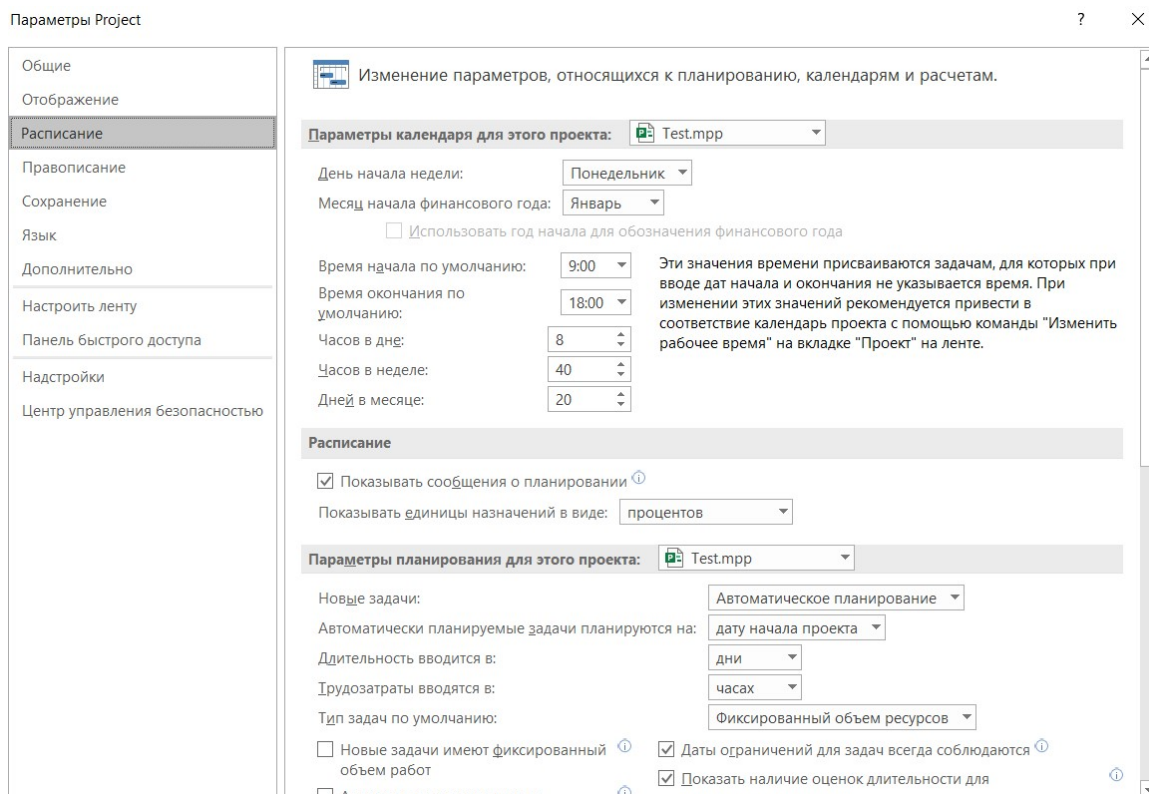 Параметры Project
?
Общие
Отображение
Расписание
Правописание
Сохранение
Язык
Дополнительно
Настроить ленту
Панель быстрого доступа
Надстройки
Центр управления безопасностью
Изменение параметров, относящихся к планированию, календарям и расчетам.
Параметры календаря для этого проекта: Test.mpp
День начала недели: Понедельник
Месяц начала финансового года: Январь
Использовать год начала для обозначения финансового года
Время начала по умолчанию: 9:00
Время окончания по
умолчанию: 18:00
Часов в дне: 8
Часов в неделе: 40
Дней в месяце: 20
Эти значения времени присваиваются задачам, для которых при
вводе дат начала и окончания не указывается время. При
изменении этих значений рекомендуется привести в
соответствие календарь проекта с помощью команды "Изменить
рабочее время" на вкладке "Проект" на ленте.
Расписание
Показывать сообщения о планировании
Показывать единицы назначений в виде: процентов
Параметры планирования для этого проекта: Test.mpp
Новые задачи: Автоматическое планирование
Автоматически планируемые задачи планируются на: дату начала проекта
Длительность вводится в: дни
Трудозатраты вводятся в: часах
Тип задач по умолчанию: Фиксированный объем ресурсов
Новые задачи имеют фиксированный
объем работ
Даты ограничений для задач всегда соблюдаются
Показать наличие оценок длительности для